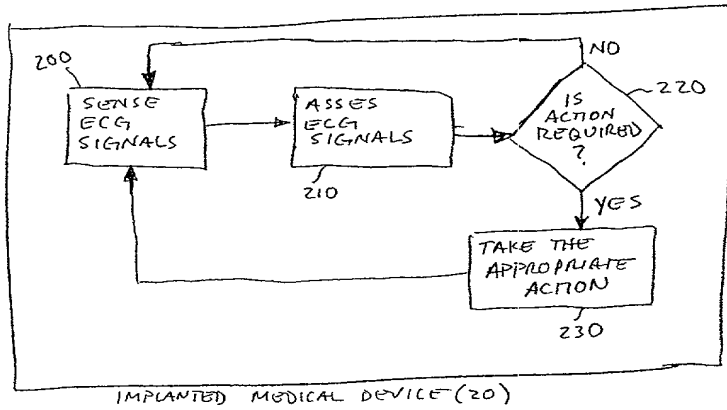 NO
200
220
SENSE
ECG
SIGNALS
ASSES
ECG
SIGNALS
IS
ACTION
REQUIRED
?
210
YES
TAKE THE
APPROPRIATE
ACTION
230
IMPLANTED MEDICAL DEVICE (20)